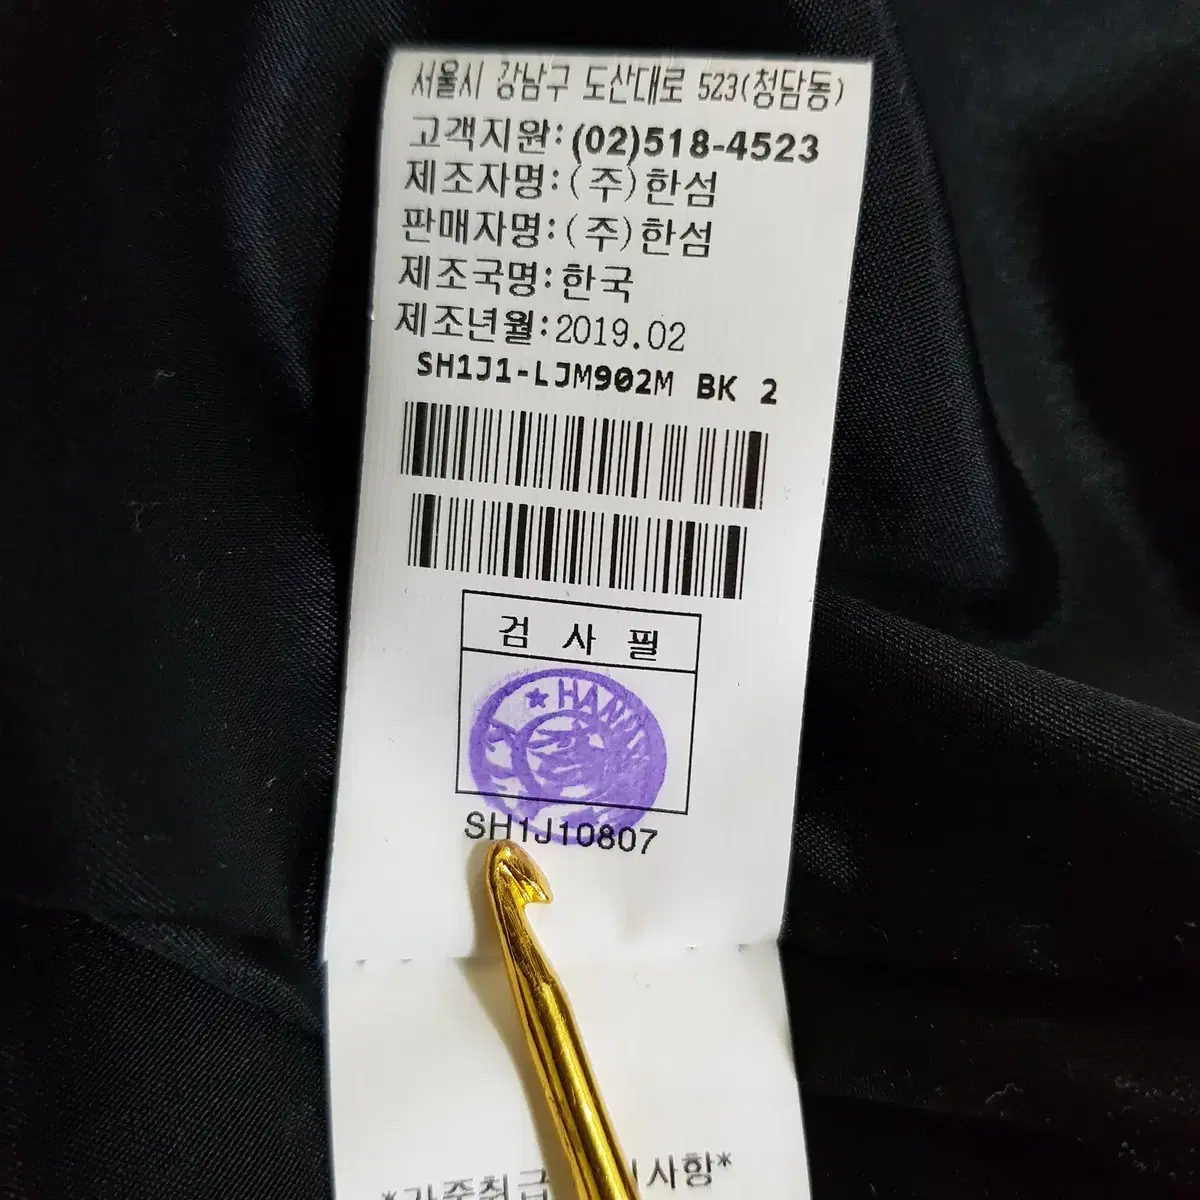 서울시 강남구 도산대로 523(청담동)
고객지원:(02)518-4523
제조자명:(주)한섬
판매자명:(주)한섬
제조국명:한국
제조년월:2019.02
SH1J1-LJM902M BK 2
검 사 필
SH1J10807